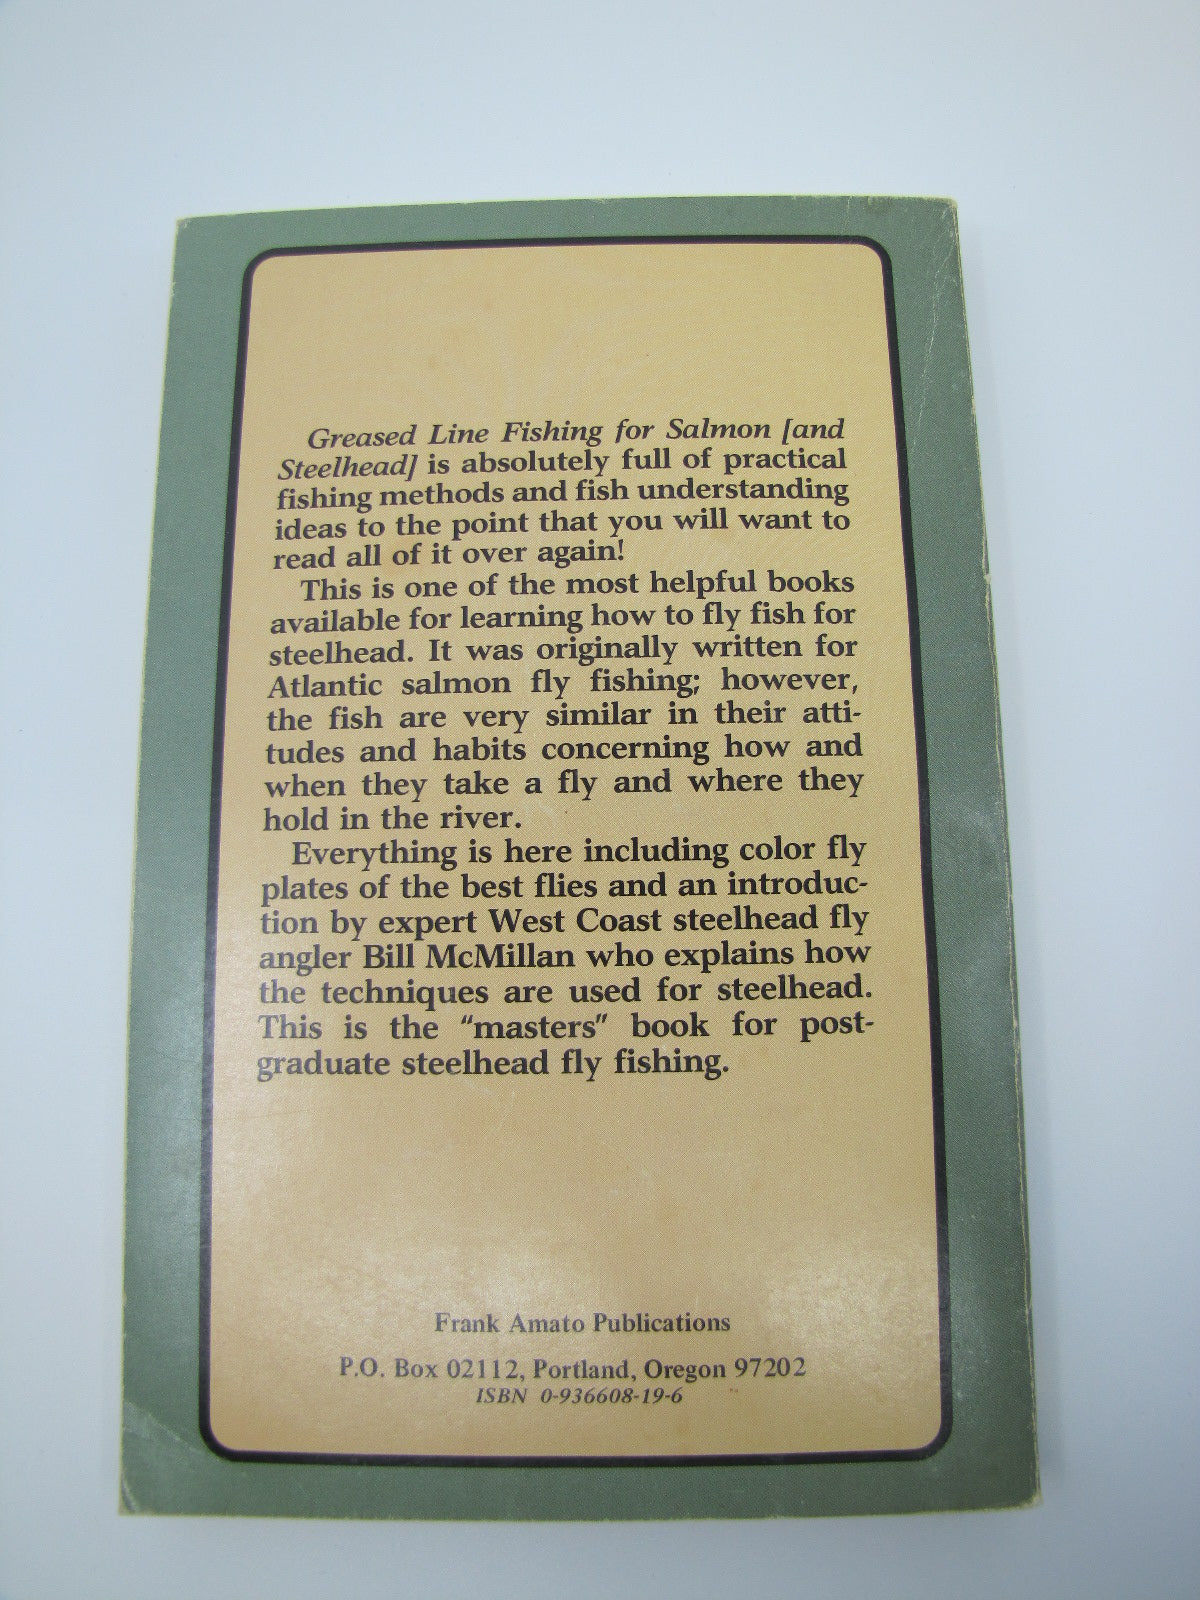 Greased Line Fishing for Salmon [and
Steelhead] is absolutely full of practical
fishing methods and fish understanding
ideas to the point that you will want to
read all of it over again!
This is one of the most helpful books
available for learning how to fly fish for
steelhead. It was originally written for
Atlantic salmon fly fishing; however,
the fish are very similar in their atti-
tudes and habits concerning how and
when they take a fly and where they
hold in the river.
Everything is here including color fly
plates of the best flies and an introduc-
tion by expert West Coast steelhead fly
angler Bill McMillan who explains how
the techniques are used for steelhead.
This is the “masters” book for post-
graduate steelhead fly fishing.
Frank Amato Publications
P.O. Box 02112, Portland, Oregon 97202
ISBN 0-936608-19-6